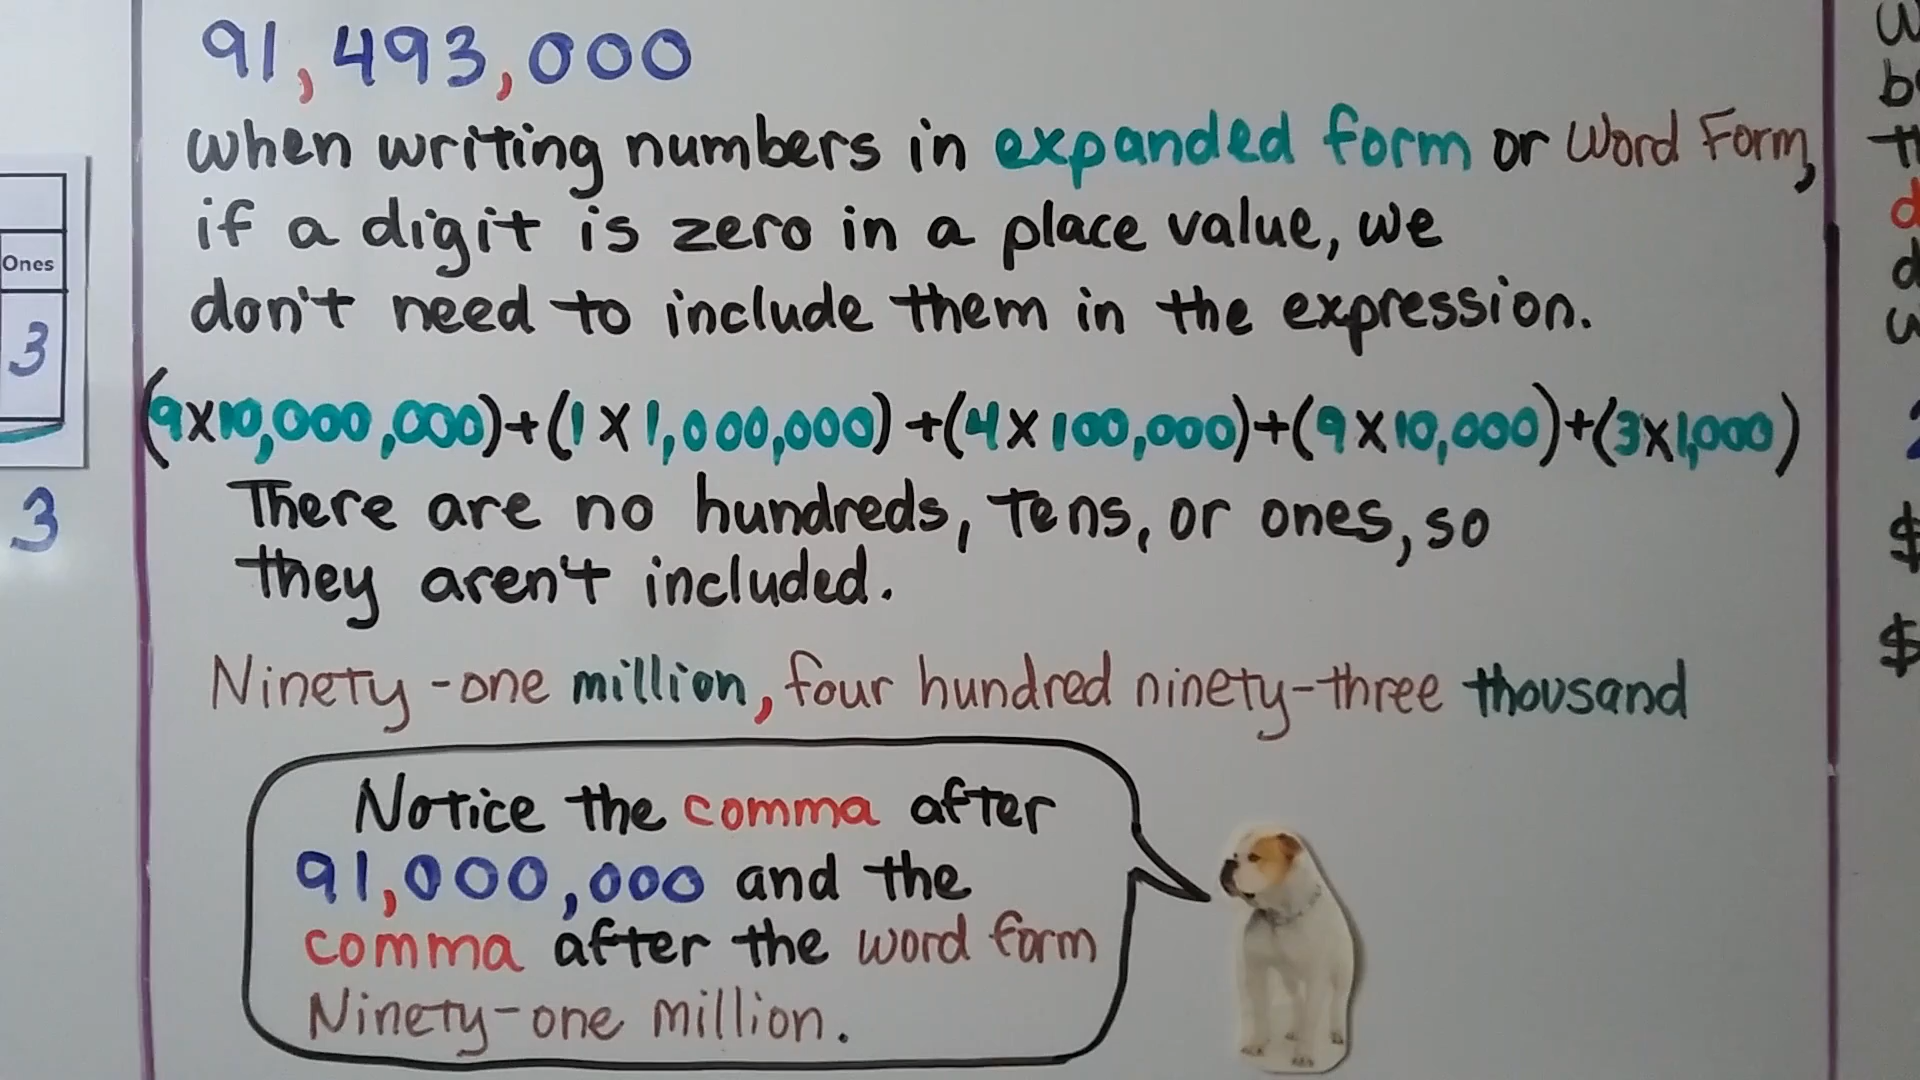 91,493,000
when writing numbers in expanded form or Word Form,
if a digit is zero in a place value, we
don't need to include them in the expression.
(9x10,000,000)+(1X1,000,000)+(4x100,000)+(9x10,000)+(3x1,000)
There are no hundreds, tens, or ones, so
they aren't included.
Ninety-one million, four hundred ninety-three thousand
Notice the comma after
91,000,000 and the
comma after the word form
Ninety-one million.
Ones
3
3
$
$